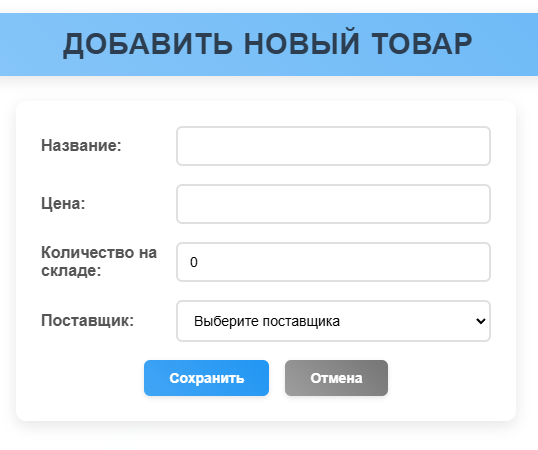 ДОБАВИТЬ НОВЫЙ ТОВАР
Название:
Цена:
Количество на
складе:
0
Поставщик:
Выберите поставщика
Сохранить
Отмена